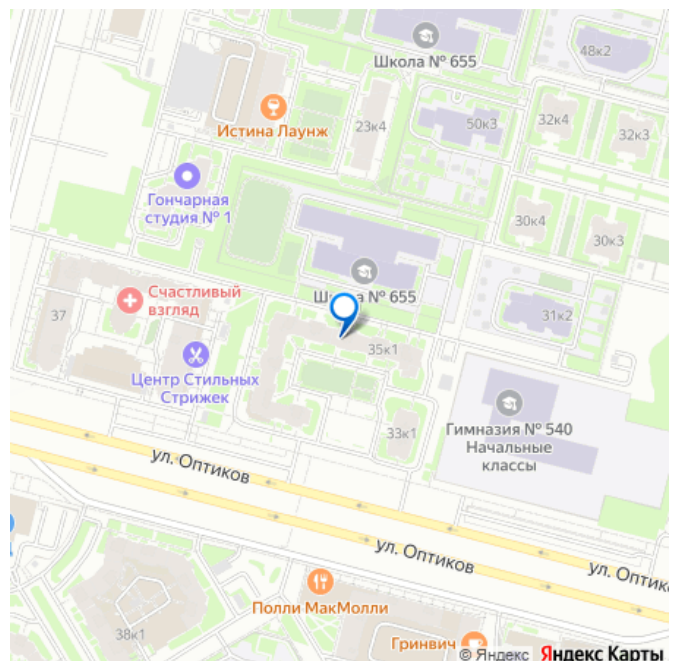 Школа № 655
48к2
Истина Лаунж
23к4
50к3
32к4
32к3
Гончарная
студия № 1
30к4
30к3
Счастливый
взгляд
37
Школа № 655
31к2
35к1
Центр Стильных
Стрижек
33к1
Гимназия № 540
Начальные
классы
ул. Оптиков
ул. Оптиков
ул. Оптик
Полли МакМолли
38к1
Гринвич
© Яндекс Яндекс Карты